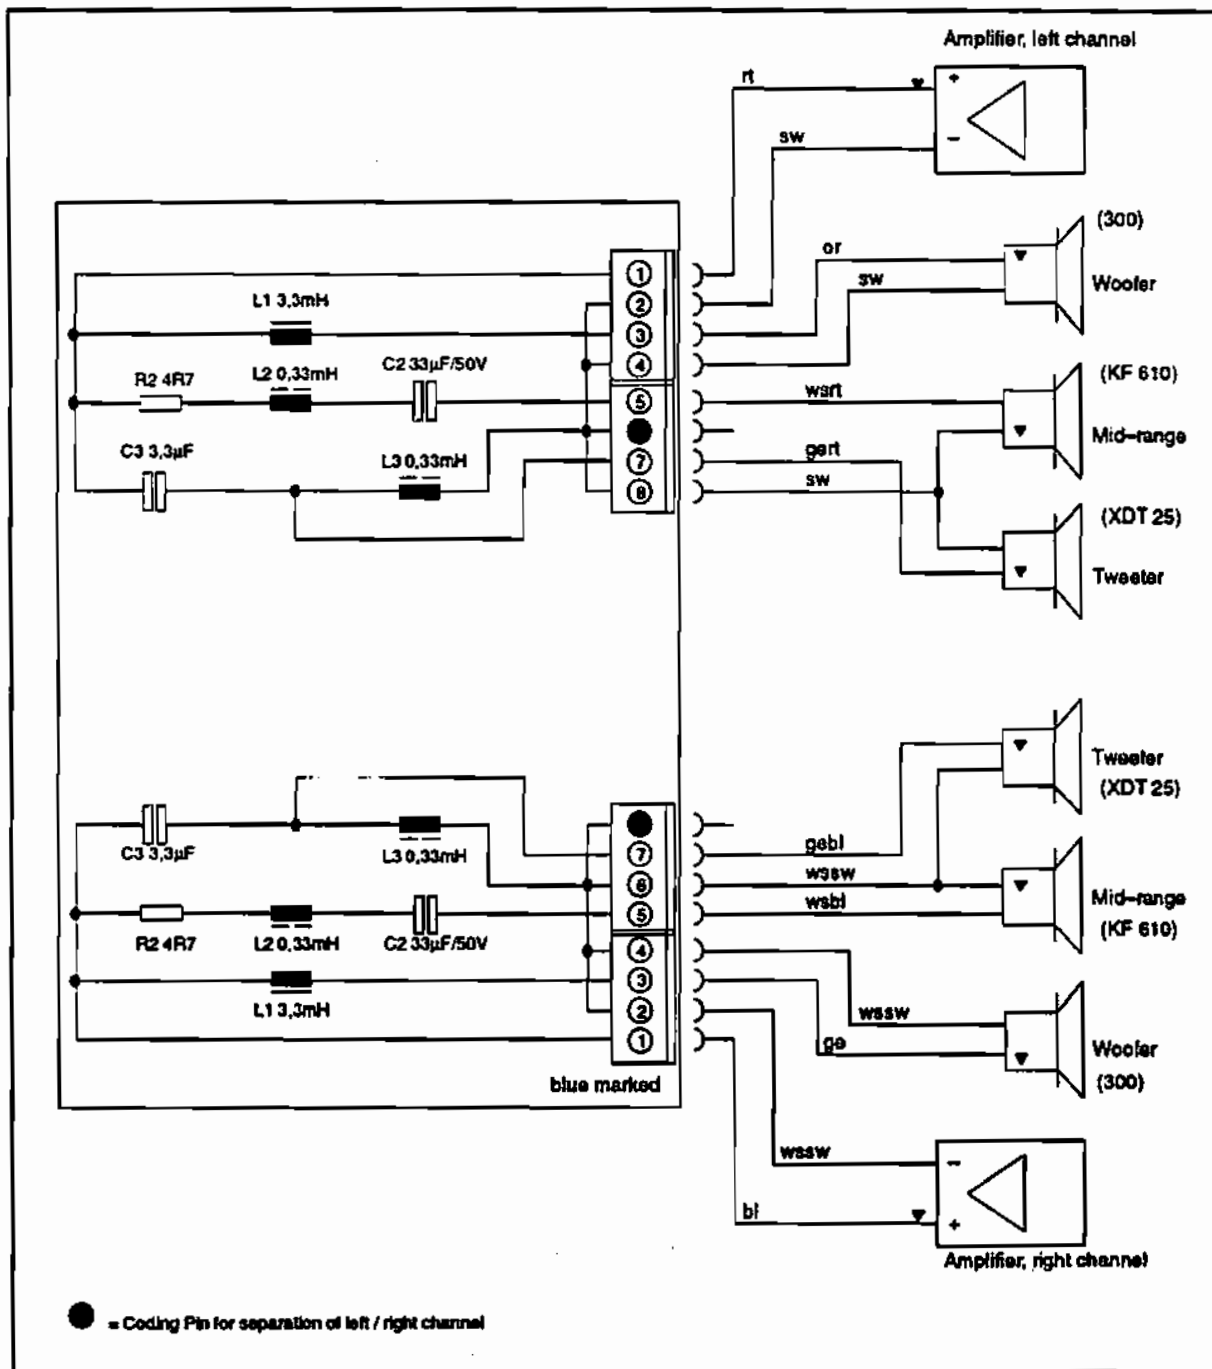 Amplifier, left channel
rt
+
sw
−
(300)
or
Woofer
sw
1
L1 3,3mH
2
3
C2 33µF/50V
4
(KF 610)
R2 4R7
L2 0,33mH
wsrt
5
Mid-range
C3 3,3µF
L3 0,33mH
gert
7
sw
8
(XDT 25)
Tweeter
Tweeter
(XDT 25)
C3 3,3µF
L3 0,33mH
7
gebl
6
wssw
5
wsbl
Mid-range
(KF 610)
R2 4R7
L2 0,33mH
C2 33µF/50V
4
3
L1 3,3mH
2
wssw
1
ge
Woofer
(300)
blue marked
wssw
−
bl
+
Amplifier, right channel
= Coding Pin for separation of left / right channel